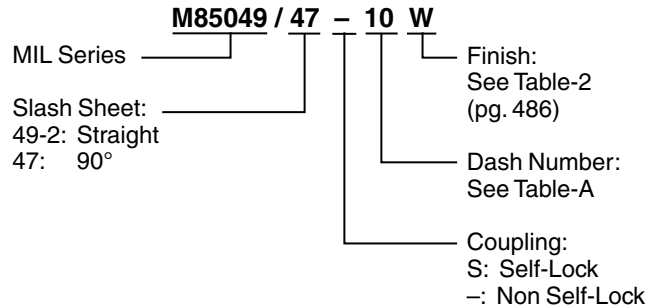 M85049 / 47 – 10 W
MIL Series
Slash Sheet:
49-2: Straight
47: 90°
Finish:
See Table-2
(pg. 486)
Dash Number:
See Table-A
Coupling:
S: Self-Lock
–: Non Self-Lock